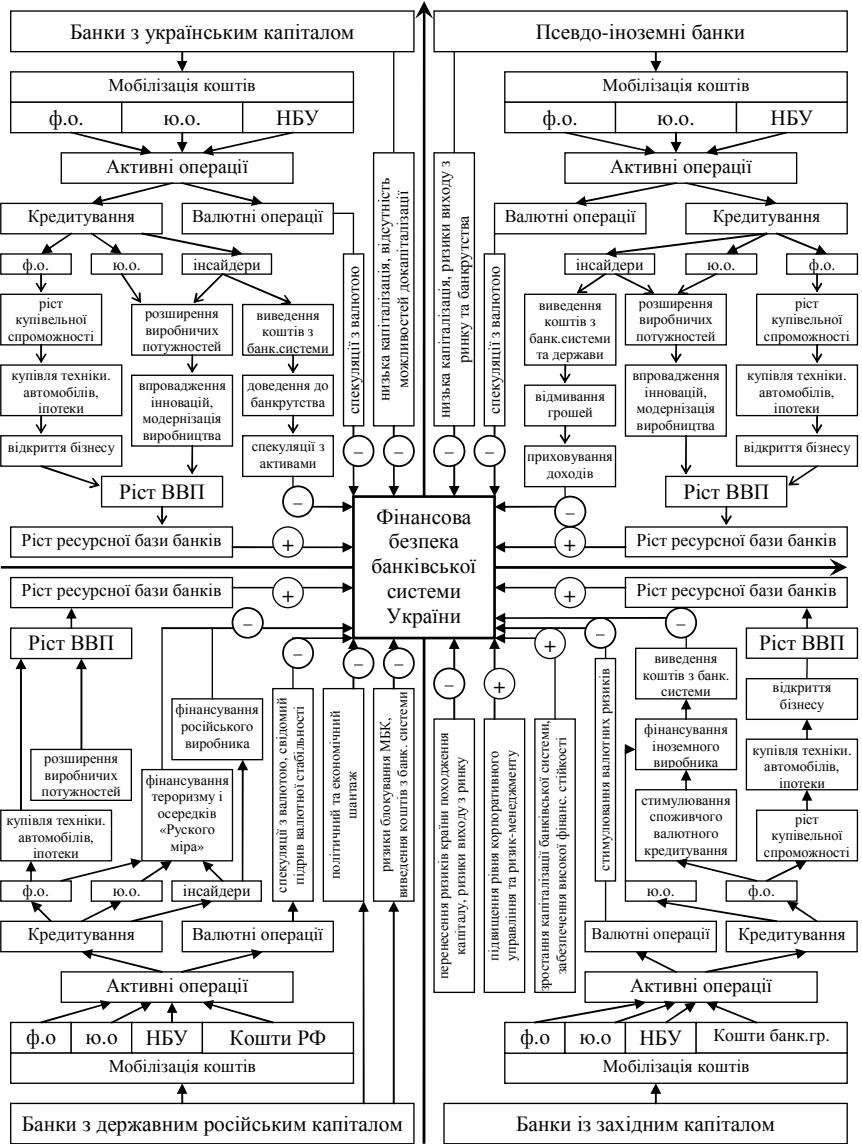 Банки з українським капіталом
Мобілізація коштів
ф.о.
ю.о.
НБУ
Активні операції
Кредитування
Валютні операції
ф.о.
ю.о.
інсайдери
ріст
купівельної
спроможності
розширення
виробничих
потужностей
виведення
коштів з
банк.системи
купівля техніки.
автомобілів,
іпотеки
впровадження
інновацій,
модернізація
виробництва
доведення до
банкрутства
відкриття бізнесу
спекуляції з
активами
Ріст ВВП
Ріст ресурсної бази банків
спекуляції з валютою
низька капіталізація, відсутність
можливостей докапіталізації
–
–
–
+
Псевдо-іноземні банки
Мобілізація коштів
ф.о.
ю.о.
НБУ
Активні операції
Валютні операції
Кредитування
інсайдери
ю.о.
ф.о.
виведення
коштів з
банк.системи
та держави
розширення
виробничих
потужностей
ріст
купівельної
спроможності
відмивання
грошей
впровадження
інновацій,
модернізація
виробництва
купівля техніки.
автомобілів,
іпотеки
приховування
доходів
відкриття бізнесу
Ріст ВВП
Ріст ресурсної бази банків
низька капіталізація, ризики виходу з
ринку та банкрутства
спекуляції з валютою
–
–
–
+
Фінансова
безпека
банківської
системи
України
Ріст ресурсної бази банків
+
Ріст ВВП
–
–
–
–
фінансування
російського
виробника
розширення
виробничих
потужностей
фінансування
тероризму і
осередків
«Руского
міра»
купівля техніки.
автомобілів,
іпотеки
спекуляції з валютою, свідомий
підрив валютної стабільності
політичний та економічний
шантаж
ризики блокування МБК,
виведення коштів з банк. системи
ф.о.
ю.о.
інсайдери
Кредитування
Валютні операції
Активні операції
ф.о
ю.о
НБУ
Кошти РФ
Мобілізація коштів
Банки з державним російським капіталом
Ріст ресурсної бази банків
+
–
–
+
–
+
Ріст ВВП
виведення
коштів з банк.
системи
відкриття
бізнесу
фінансування
іноземного
виробника
купівля техніки.
автомобілів,
іпотеки
стимулювання
споживчого
валютного
кредитування
ріст
купівельної
спроможності
перенесення ризиків країни походження
капіталу, ризики виходу з ринку
підвищення рівня корпоративного
управління та ризик-менеджменту
зростання капіталізації банківської системи,
забезпечення високої фінанс. стійкості
стимулювання валютних ризиків
ю.о.
ф.о.
Валютні операції
Кредитування
Активні операції
ф.о
ю.о
НБУ
Кошти банк.гр.
Мобілізація коштів
Банки із західним капіталом